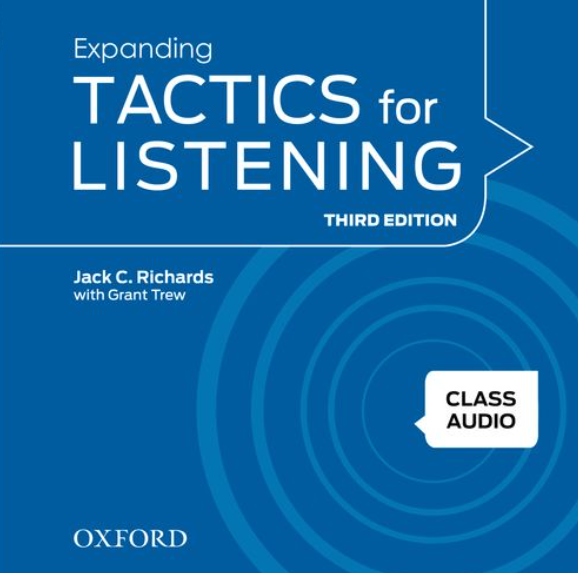 Expanding
TACTICS for
LISTENING
THIRD EDITION
Jack C. Richards
with Grant Trew
CLASS
AUDIO
OXFORD